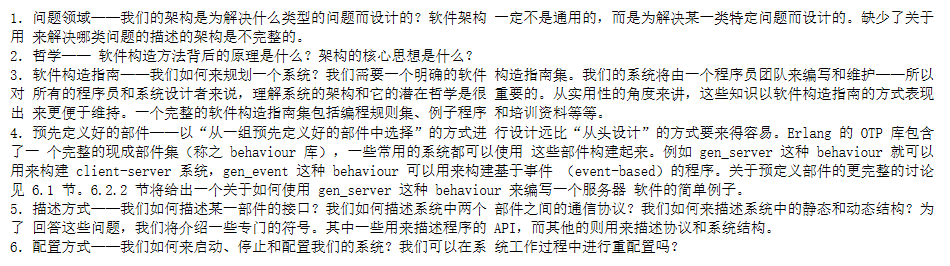 1. 问题领域——我们的架构是为解决什么类型的问题而设计的？软件架构 一定不是通用的，而是为解决某一类特定问题而设计的。缺少了关于
用 来解决哪类问题的描述的架构是不完整的。
2. 哲学—— 软件构造方法背后的原理是什么？架构的核心思想是什么？
3. 软件构造指南——我们如何来规划一个系统？我们需要一个明确的软件 构造指南集。我们的系统将由一个程序员团队来编写和维护——所以
对 所有的程序员和系统设计者来说，理解系统的架构和它的潜在哲学是很 重要的。从实用性的角度来讲，这些知识以软件构造指南的方式表现
出 来更便于维持。一个完整的软件构造指南集包括编程规则集、例子程序 和培训资料等等。
4. 预先定义好的部件——以“从一组预先定义好的部件中选择”的方式进 行设计远比“从头设计”的方式要来得容易。Erlang 的 OTP 库包含
了一 个完整的现成部件集（称之 behaviour 库），一些常用的系统都可以使用 这些部件构建起来。例如 gen_server 这种 behaviour 就可以
用来构建 client-server 系统，gen_event 这种 behaviour 可以用来构建基于事件 （event-based）的程序。关于预定义部件的更完整的讨论
见 6.1 节。6.2.2 节将给出一个关于如何使用 gen_server 这种 behaviour 来编写一个服务器 软件的简单例子。
5. 描述方式——我们如何描述某一部件的接口？我们如何描述系统中两个 部件之间的通信协议？我们如何来描述系统中的静态和动态结构？为
了 回答这些问题，我们将介绍一些专门的符号。其中一些用来描述程序的 API，而其他的则用来描述协议和系统结构。
6. 配置方式——我们如何来启动、停止和配置我们的系统？我们可以在系 统工作过程中进行重配置吗？